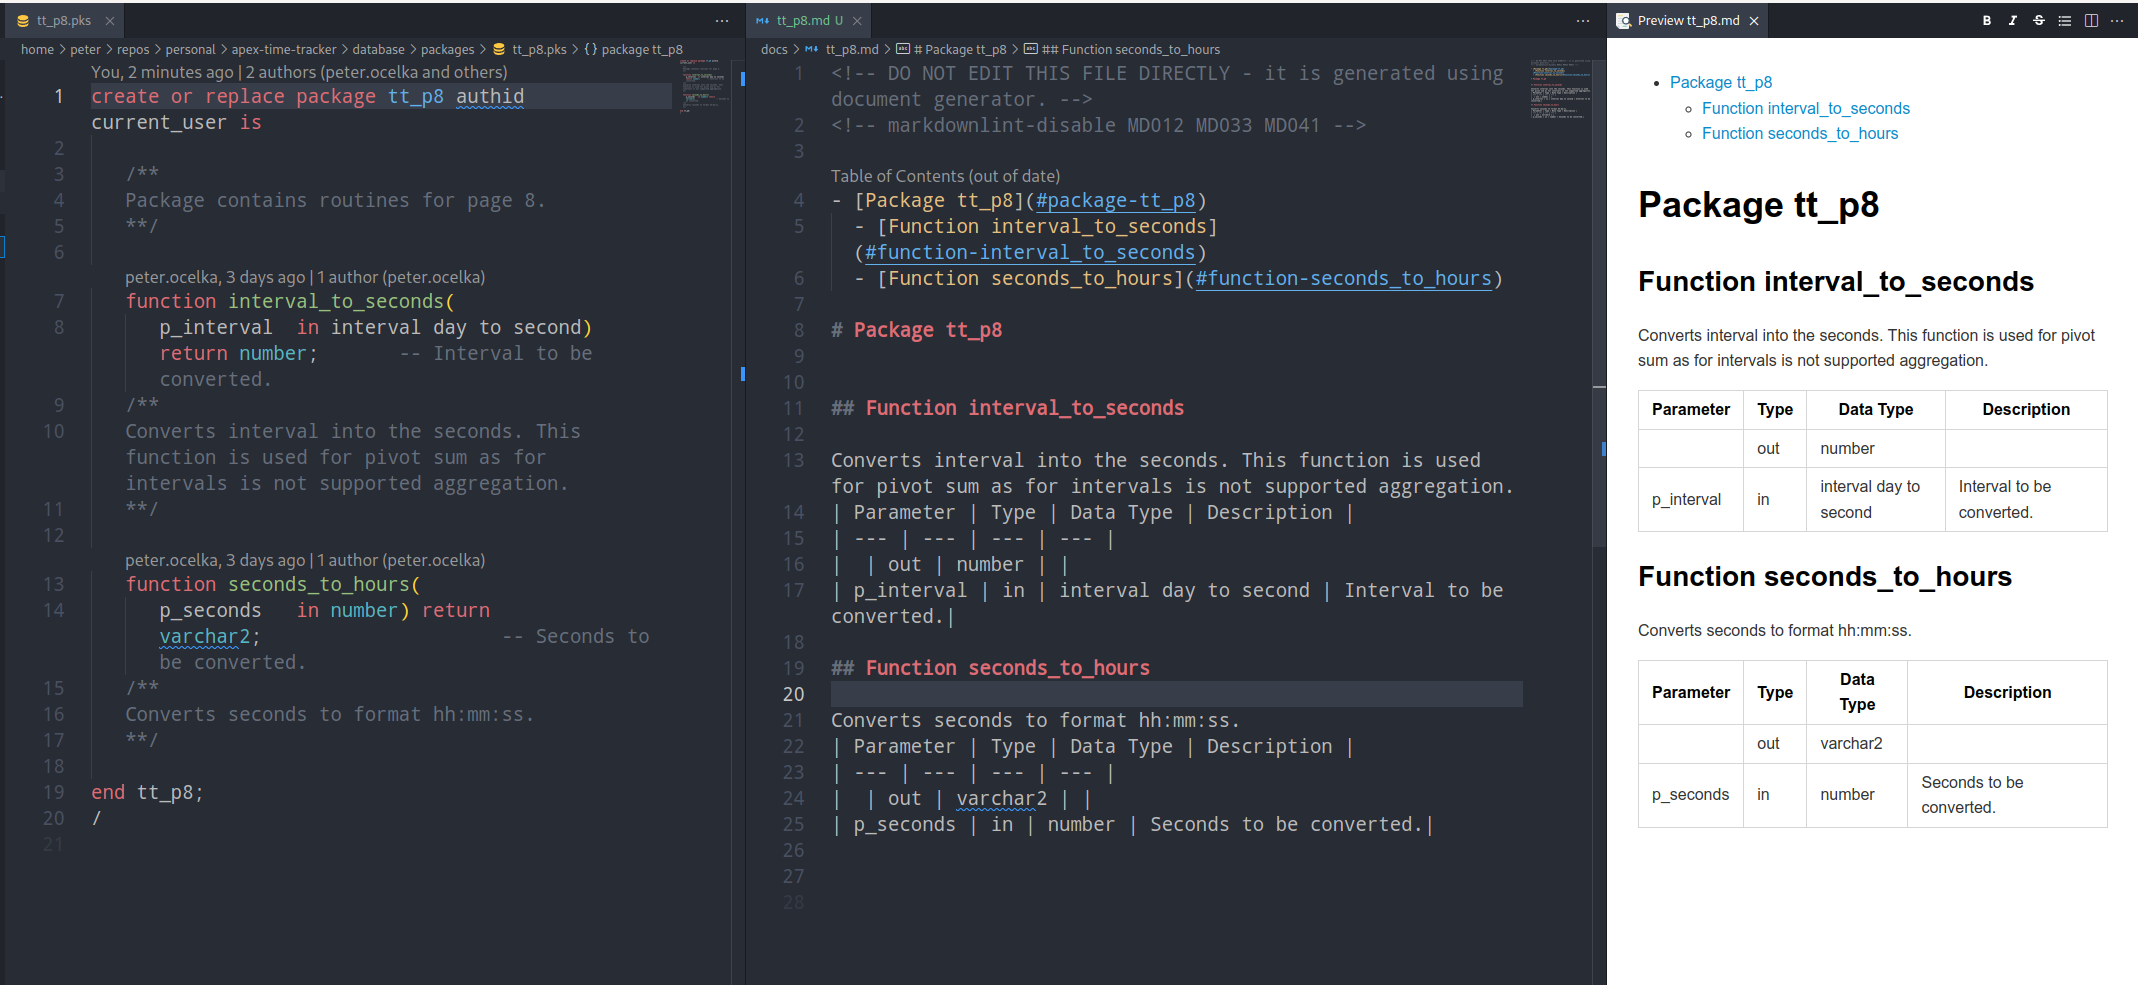 tt_p8.pks
home > peter > repos > personal > apex-time-tracker > database > packages > tt_p8.pks > {} package tt_p8
You, 2 minutes ago | 2 authors (peter.ocelka and others)
1 create or replace package tt_p8 authid
current_user is
2
3 /**
4 Package contains routines for page 8.
5 **/
6
peter.ocelka, 3 days ago | 1 author (peter.ocelka)
7 function interval_to_seconds(
8 p_interval in interval day to second)
return number; -- Interval to be
converted.
9 /**
10 Converts interval into the seconds. This
function is used for pivot sum as for
intervals is not supported aggregation.
11 **/
12
peter.ocelka, 3 days ago | 1 author (peter.ocelka)
13 function seconds_to_hours(
14 p_seconds in number) return
varchar2; -- Seconds to
be converted.
15 /**
16 Converts seconds to format hh:mm:ss.
17 **/
18
19 end tt_p8;
20 /
21
tt_p8.md U
docs > tt_p8.md > # Package tt_p8 > ## Function seconds_to_hours
1 <!-- DO NOT EDIT THIS FILE DIRECTLY - it is generated using
document generator. -->
2 <!-- markdownlint-disable MD012 MD033 MD041 -->
3
Table of Contents (out of date)
4 - [Package tt_p8](#package-tt_p8)
5 - [Function interval_to_seconds]
(#function-interval_to_seconds)
6 - [Function seconds_to_hours](#function-seconds_to_hours)
7
8 # Package tt_p8
9
10
11 ## Function interval_to_seconds
12
13 Converts interval into the seconds. This function is used
for pivot sum as for intervals is not supported aggregation.
14 | Parameter | Type | Data Type | Description |
15 | --- | --- | --- | --- |
16 | | out | number | |
17 | p_interval | in | interval day to second | Interval to be
converted.|
18
19 ## Function seconds_to_hours
20
21 Converts seconds to format hh:mm:ss.
22 | Parameter | Type | Data Type | Description |
23 | --- | --- | --- | --- |
24 | | out | varchar2 | |
25 | p_seconds | in | number | Seconds to be converted.|
26
27
28
Preview tt_p8.md
• Package tt_p8
Function interval_to_seconds
Function seconds_to_hours
Package tt_p8
Function interval_to_seconds
Converts interval into the seconds. This function is used for pivot
sum as for intervals is not supported aggregation.
Parameter Type Data Type Description
out number
p_interval in interval day to second Interval to be converted.
Function seconds_to_hours
Converts seconds to format hh:mm:ss.
Parameter Type Data Type Description
out varchar2
p_seconds in number Seconds to be converted.